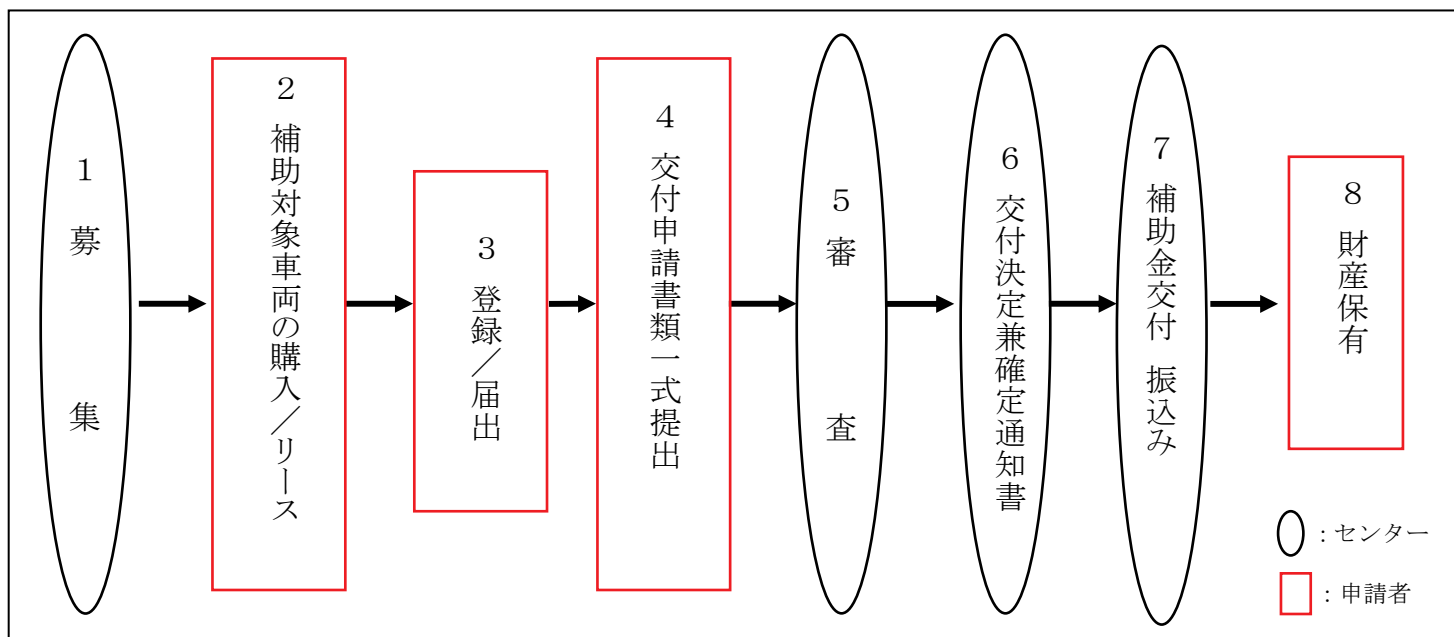 １ 募 集
２ 補助対象車両の購入／リース
３ 登録／届出
４ 交付申請書類一式提出
５ 審 査
６ 交付決定兼確定通知書
７ 補助金交付 振込み
８ 財産保有
：センター
：申請者